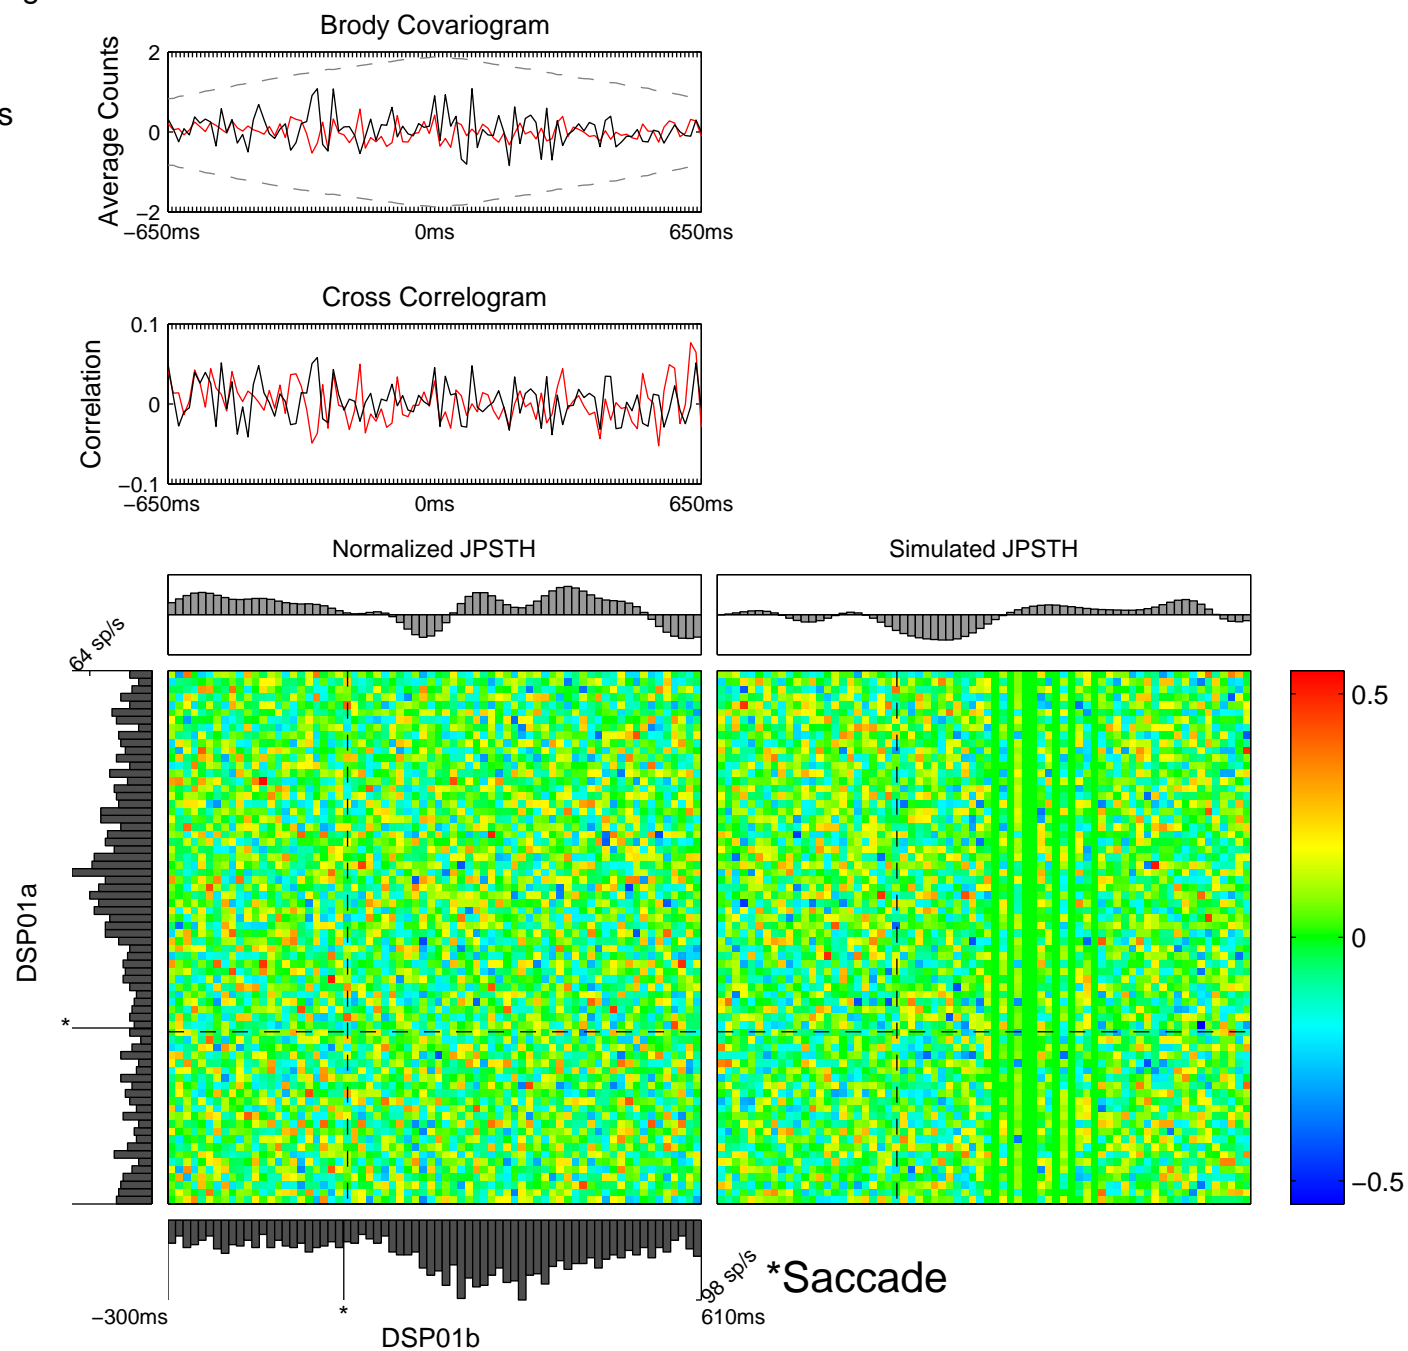 g
Brody Covariogram
s
Average Counts
2
0
−2
−650ms 0ms 650ms
Cross Correlogram
Correlation
0.1
0
−0.1
−650ms 0ms 650ms
Normalized JPSTH Simulated JPSTH
64 sp/s
DSP01a
*
0.5
0
−0.5
98 sp/s
*Saccade
*
−300ms 610ms
DSP01b